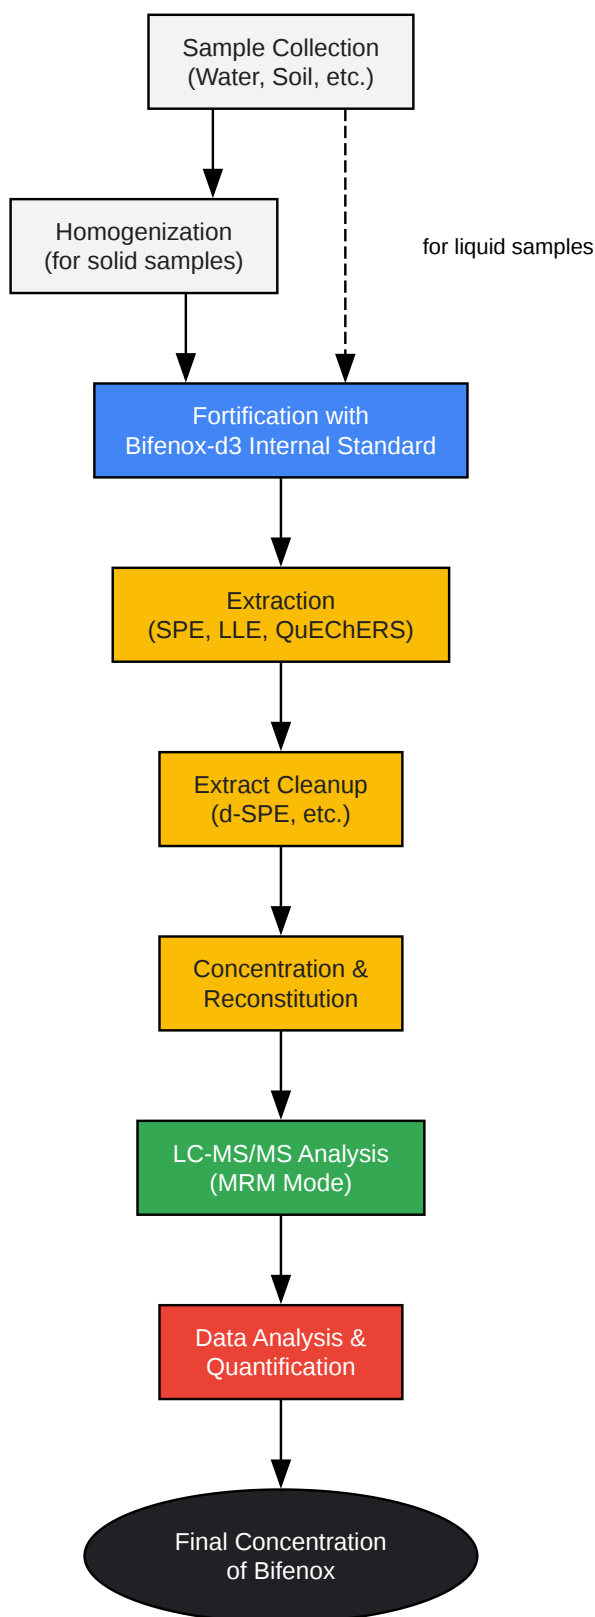 Sample Collection
(Water, Soil, etc.)
Homogenization
(for solid samples)
for liquid samples
Fortification with
Bifenox-d3 Internal Standard
Extraction
(SPE, LLE, QuEChERS)
Extract Cleanup
(d-SPE, etc.)
Concentration &
Reconstitution
LC-MS/MS Analysis
(MRM Mode)
Data Analysis &
Quantification
Final Concentration
of Bifenox